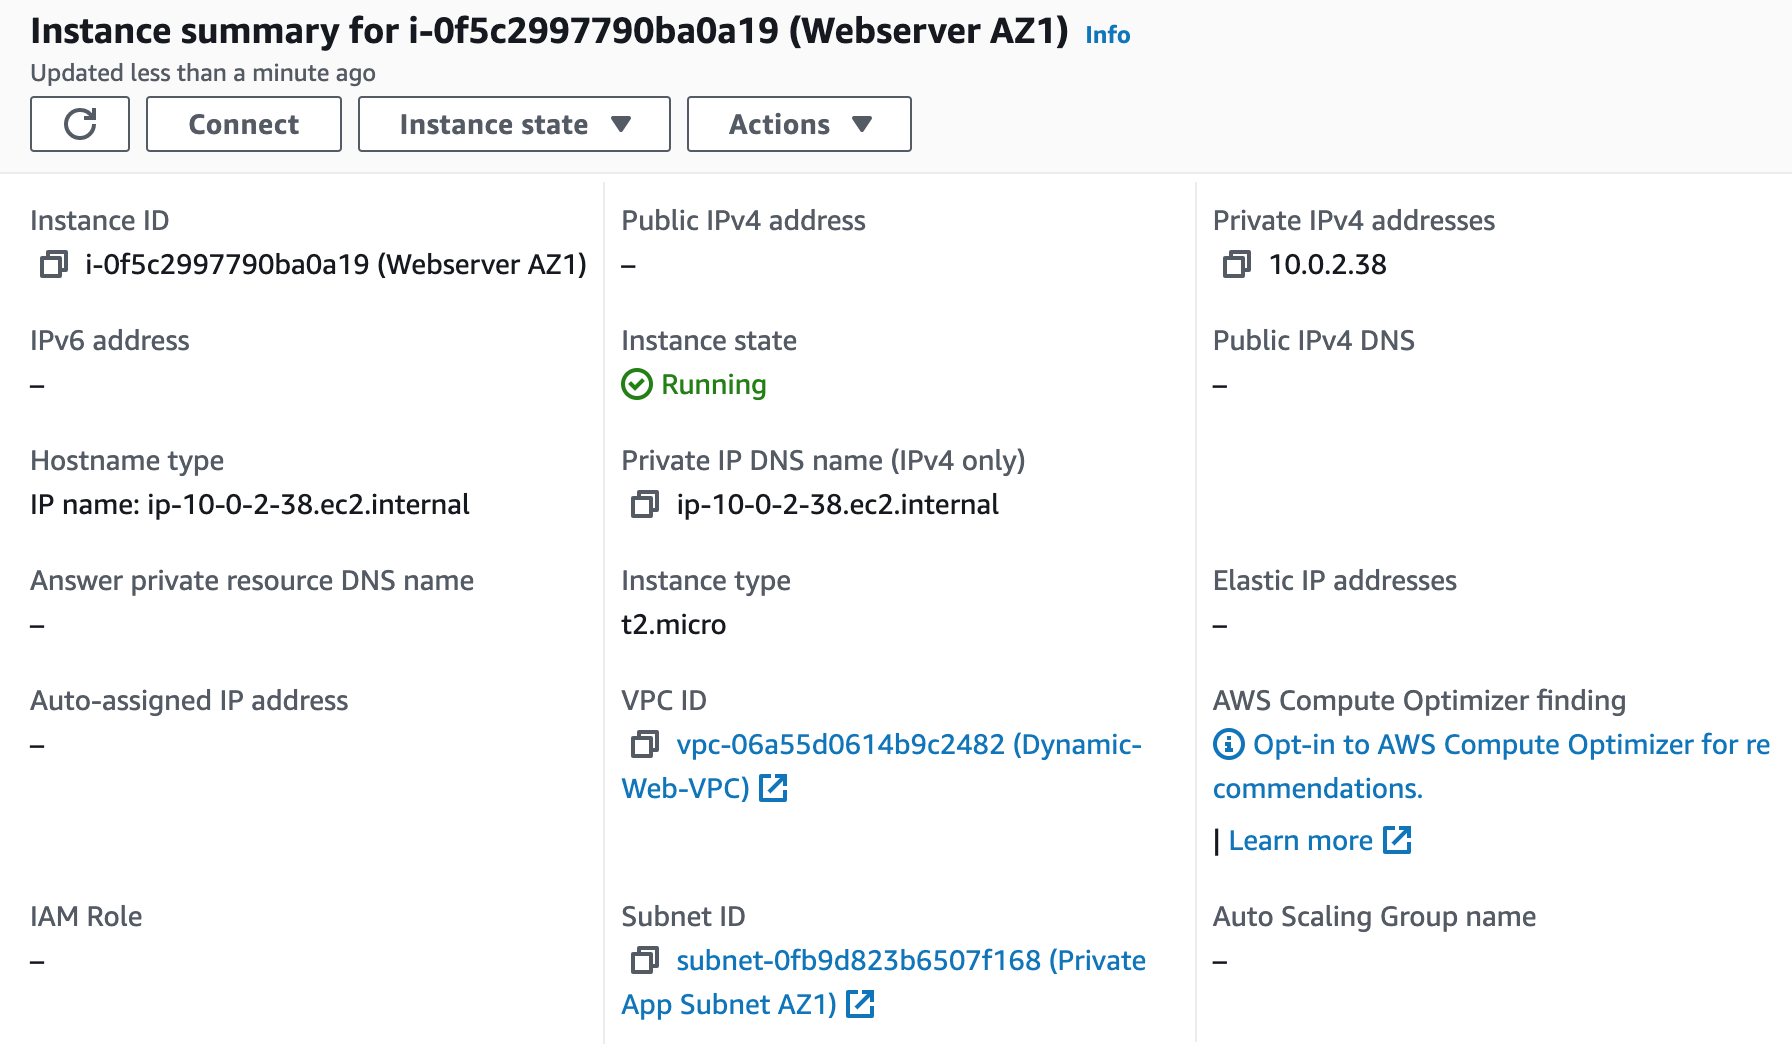 Instance summary for i-0f5c2997790ba0a19 (Webserver AZ1) Info
Updated less than a minute ago
Connect
Instance state
Actions
Instance ID
i-0f5c2997790ba0a19 (Webserver AZ1)
Public IPv4 address
–
Private IPv4 addresses
10.0.2.38
IPv6 address
–
Instance state
Running
Public IPv4 DNS
–
Hostname type
IP name: ip-10-0-2-38.ec2.internal
Private IP DNS name (IPv4 only)
ip-10-0-2-38.ec2.internal
Answer private resource DNS name
–
Instance type
t2.micro
Elastic IP addresses
–
Auto-assigned IP address
–
VPC ID
vpc-06a55d0614b9c2482 (Dynamic-
Web-VPC)
AWS Compute Optimizer finding
Opt-in to AWS Compute Optimizer for re
commendations.
| Learn more
IAM Role
–
Subnet ID
subnet-0fb9d823b6507f168 (Private
App Subnet AZ1)
Auto Scaling Group name
–